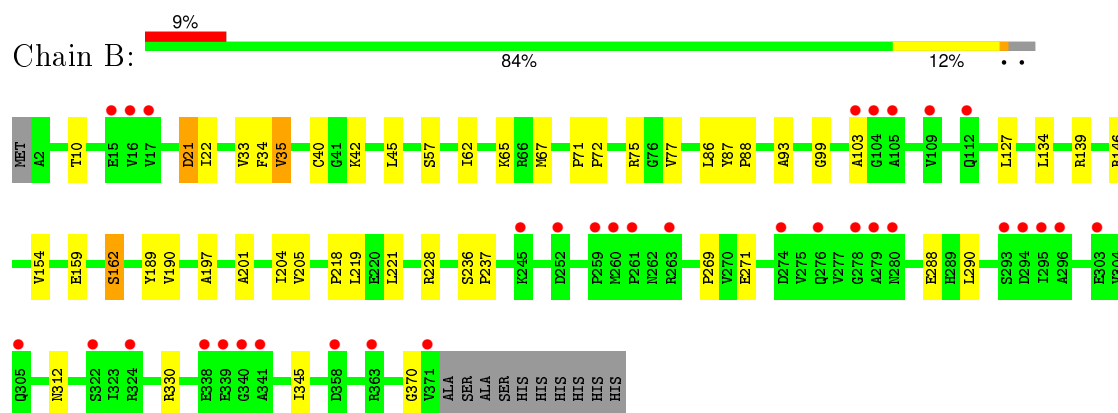 9%
Chain B:
84% 12% • •
MET A2 T10 E15 V16 V17 D21 I22 V33 F34 V35 C40 G41 K42 L45 S57 I62 K65 R66 M67 P71 P72 R75 G76 V77 L86 Y87 P88 A93 G99 A103 G104 A105 V109 Q112 L127 L134 R139
V154 E159 S162 Y189 V190 A197 A201 I204 V205 P218 L219 E220 L221 R228 S236 P237 K245 D252 P259 M260 P261 N262 R263 P269 V270 E271 D274 V275 Q276 V277 G278 A279 N280 E288 H289 L290 S293 D294 I295 A296 E303
Q305 N312 S322 I323 R324 R330 E338 E339 G340 A341 I345 D358 R363 G370 V371 ALA SER ALA SER HIS HIS HIS HIS HIS HIS